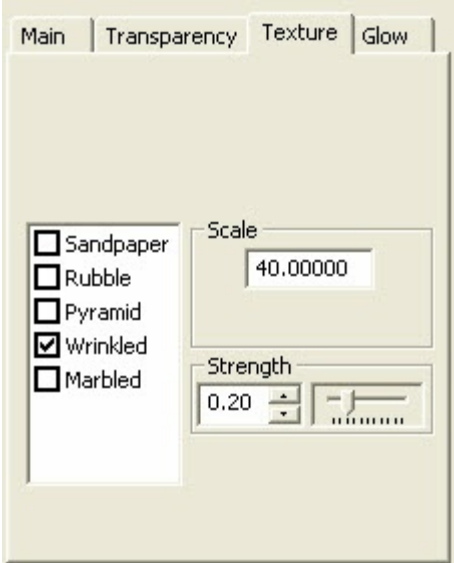 Main Transparency Texture Glow
Sandpaper
Rubble
Pyramid
Wrinkled
Marbled
Scale
40.00000
Strength
0.20